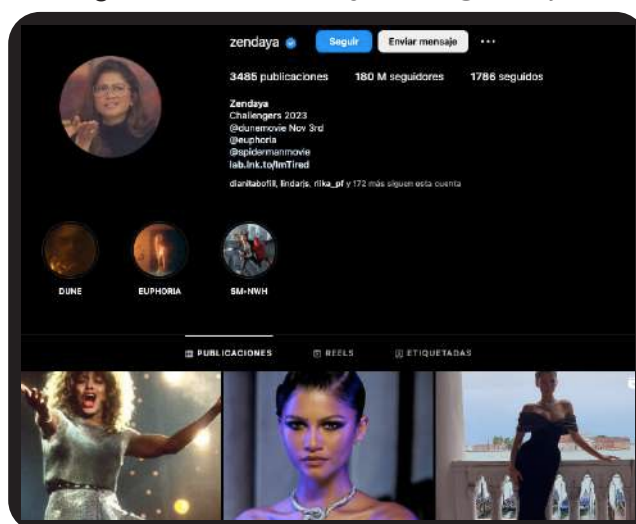 zendaya Seguir Enviar mensaje
3485 publicaciones 180 M seguidores 1786 seguidos
Zendaya
Challengers 2023
@dunemovie Nov 3rd
@euphoria
@spidermanmovie
lab.lnk.to/ImTired
dianitabofill, lindarjs, rilka_pf y 172 más siguen esta cuenta
DUNE EUPHORIA SM-NWH
PUBLICACIONES REELS ETIQUETADAS